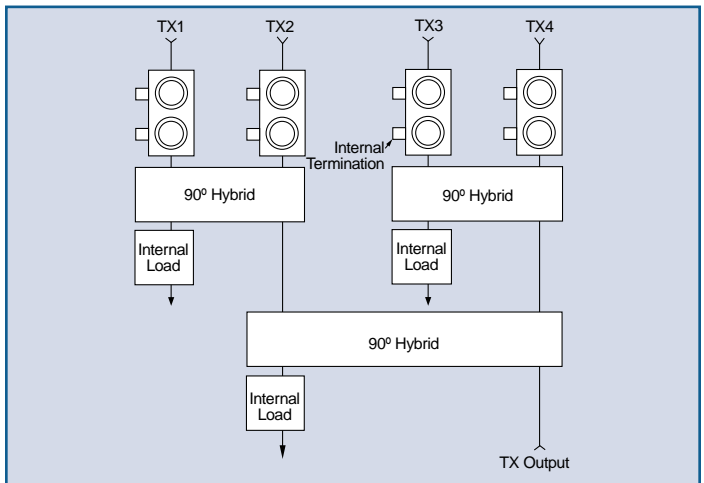 TX1
TX2
TX3
TX4
Internal
Termination
90º Hybrid
90º Hybrid
Internal
Load
Internal
Load
90º Hybrid
Internal
Load
TX Output